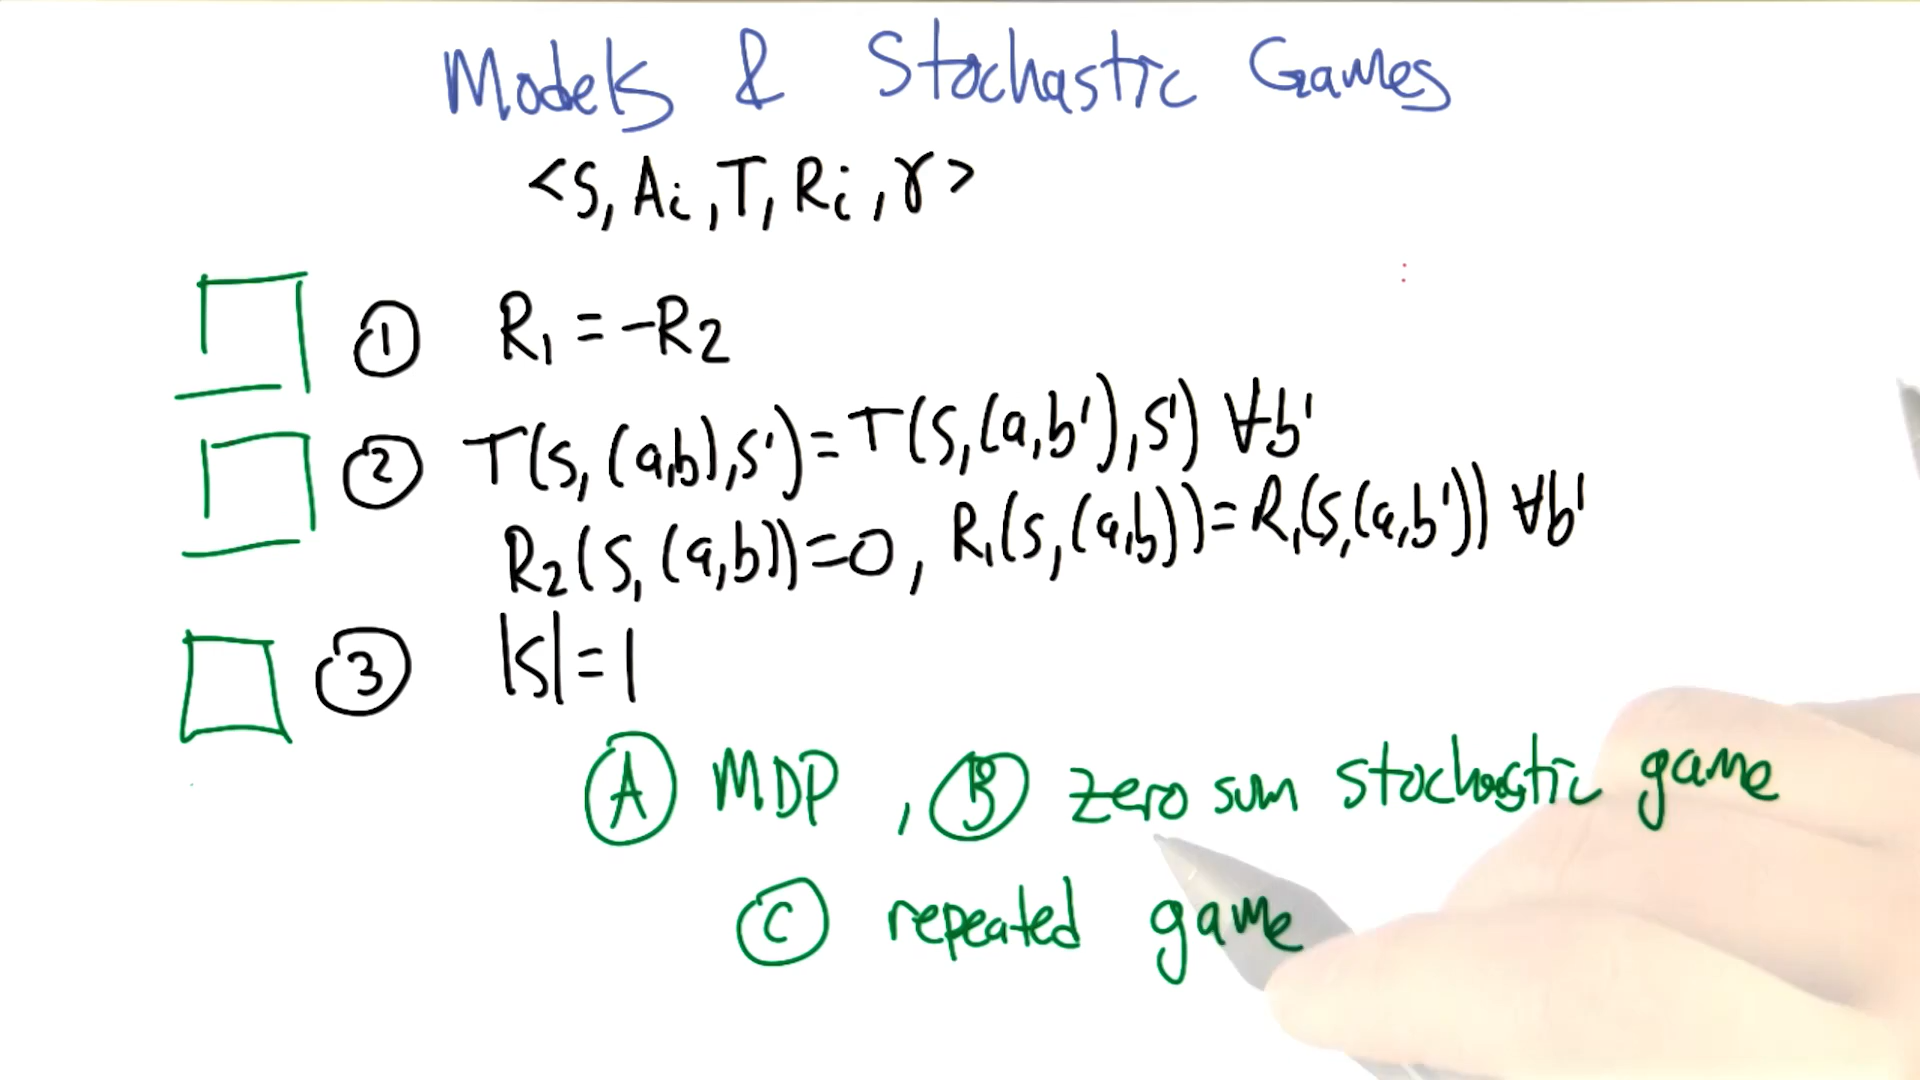 Models & Stochastic Games
<S, Ai, T, Ri, γ>
① R₁ = -R₂
② T(s,(a,b),s') = T(s,(a,b'),s') ∀b'
R₂(s,(a,b))=0, R₁(s,(a,b))=R₁(s,(a,b')) ∀b'
③ |S|=1
Ⓐ MDP, Ⓑ zero sum stochastic game
Ⓒ repeated game